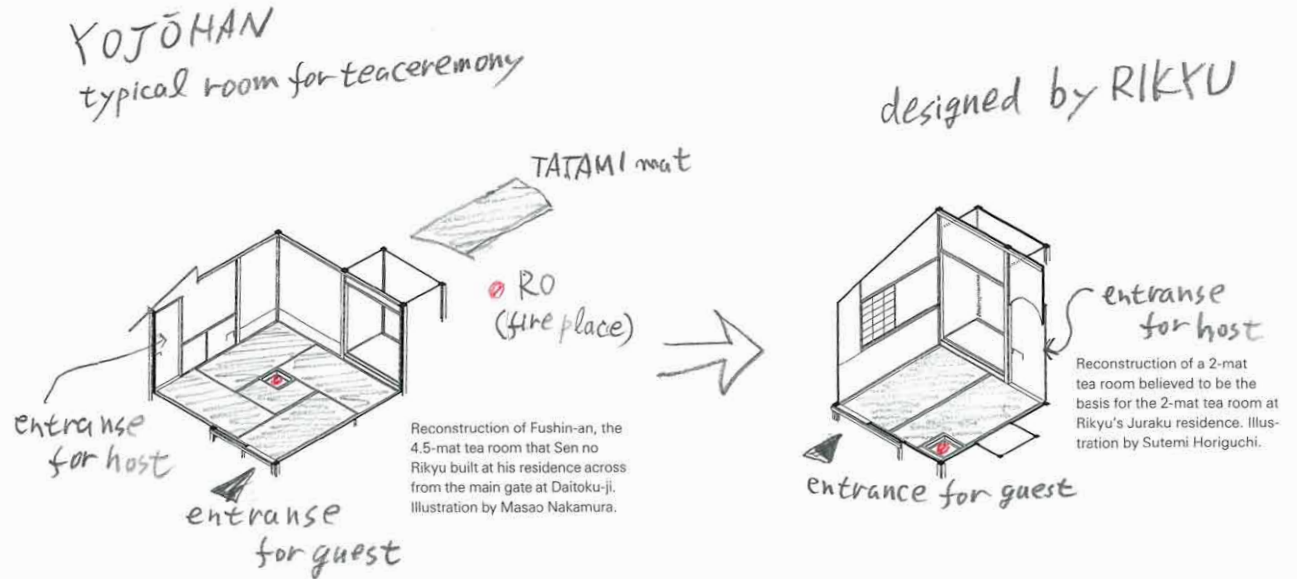 YOJŌHAN
typical room for teaceremony
designed by RIKYU
TATAMI mat
RO
(fire place)
entranse
for host
entranse
for guest
Reconstruction of Fushin-an, the
4.5-mat tea room that Sen no
Rikyu built at his residence across
from the main gate at Daitoku-ji.
Illustration by Masao Nakamura.
entranse
for host
Reconstruction of a 2-mat
tea room believed to be the
basis for the 2-mat tea room at
Rikyu's Juraku residence. Illus-
tration by Sutemi Horiguchi.
entrance for guest